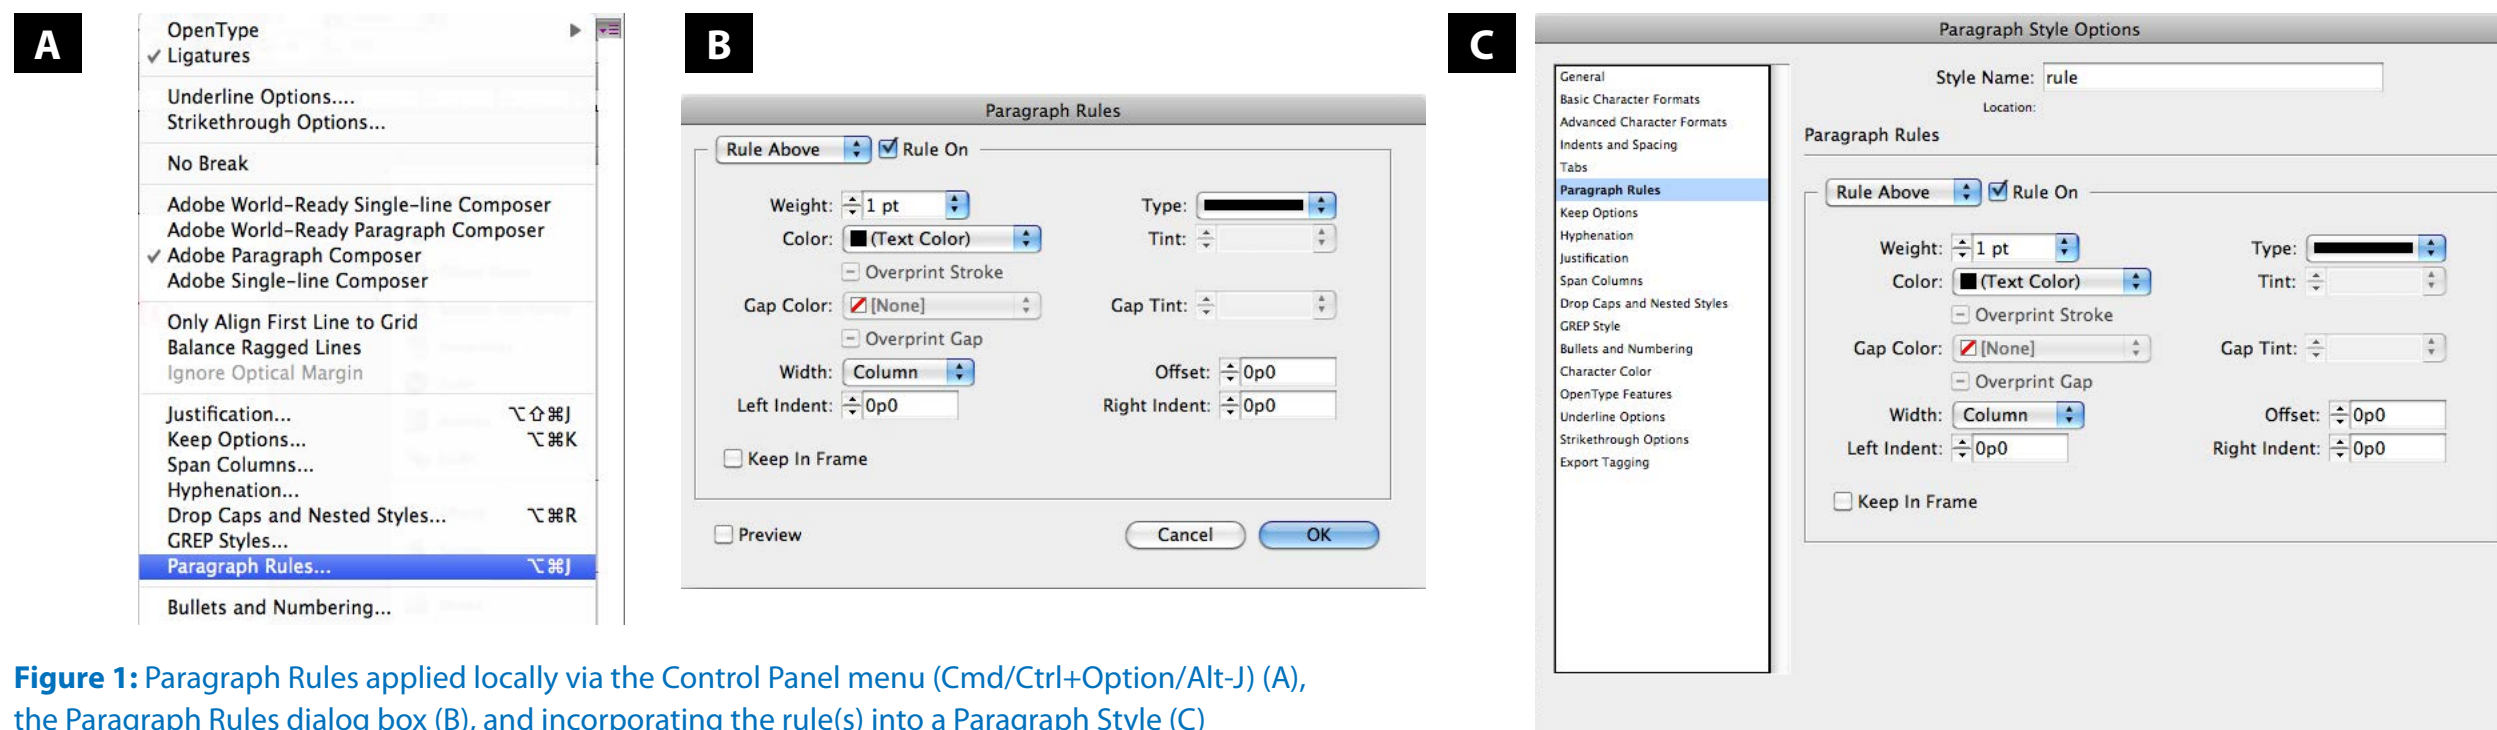 A
OpenType
✓ Ligatures
Underline Options....
Strikethrough Options...
No Break
Adobe World-Ready Single-line Composer
Adobe World-Ready Paragraph Composer
✓ Adobe Paragraph Composer
Adobe Single-line Composer
Only Align First Line to Grid
Balance Ragged Lines
Ignore Optical Margin
Justification... ⌥⇧⌘J
Keep Options... ⌥⌘K
Span Columns...
Hyphenation...
Drop Caps and Nested Styles... ⌥⌘R
GREP Styles...
Paragraph Rules... ⌥⌘J
Bullets and Numbering...
B
Paragraph Rules
Rule Above Rule On
Weight: 1 pt Type:
Color: (Text Color) Tint:
Overprint Stroke
Gap Color: [None] Gap Tint:
Overprint Gap
Width: Column Offset: 0p0
Left Indent: 0p0 Right Indent: 0p0
Keep In Frame
Preview Cancel OK
C
Paragraph Style Options
General
Basic Character Formats
Advanced Character Formats
Indents and Spacing
Tabs
Paragraph Rules
Keep Options
Hyphenation
Justification
Span Columns
Drop Caps and Nested Styles
GREP Style
Bullets and Numbering
Character Color
OpenType Features
Underline Options
Strikethrough Options
Export Tagging
Style Name: rule
Location:
Paragraph Rules
Rule Above Rule On
Weight: 1 pt Type:
Color: (Text Color) Tint:
Overprint Stroke
Gap Color: [None] Gap Tint:
Overprint Gap
Width: Column Offset: 0p0
Left Indent: 0p0 Right Indent: 0p0
Keep In Frame
Figure 1: Paragraph Rules applied locally via the Control Panel menu (Cmd/Ctrl+Option/Alt-J) (A),
the Paragraph Rules dialog box (B), and incorporating the rule(s) into a Paragraph Style (C)